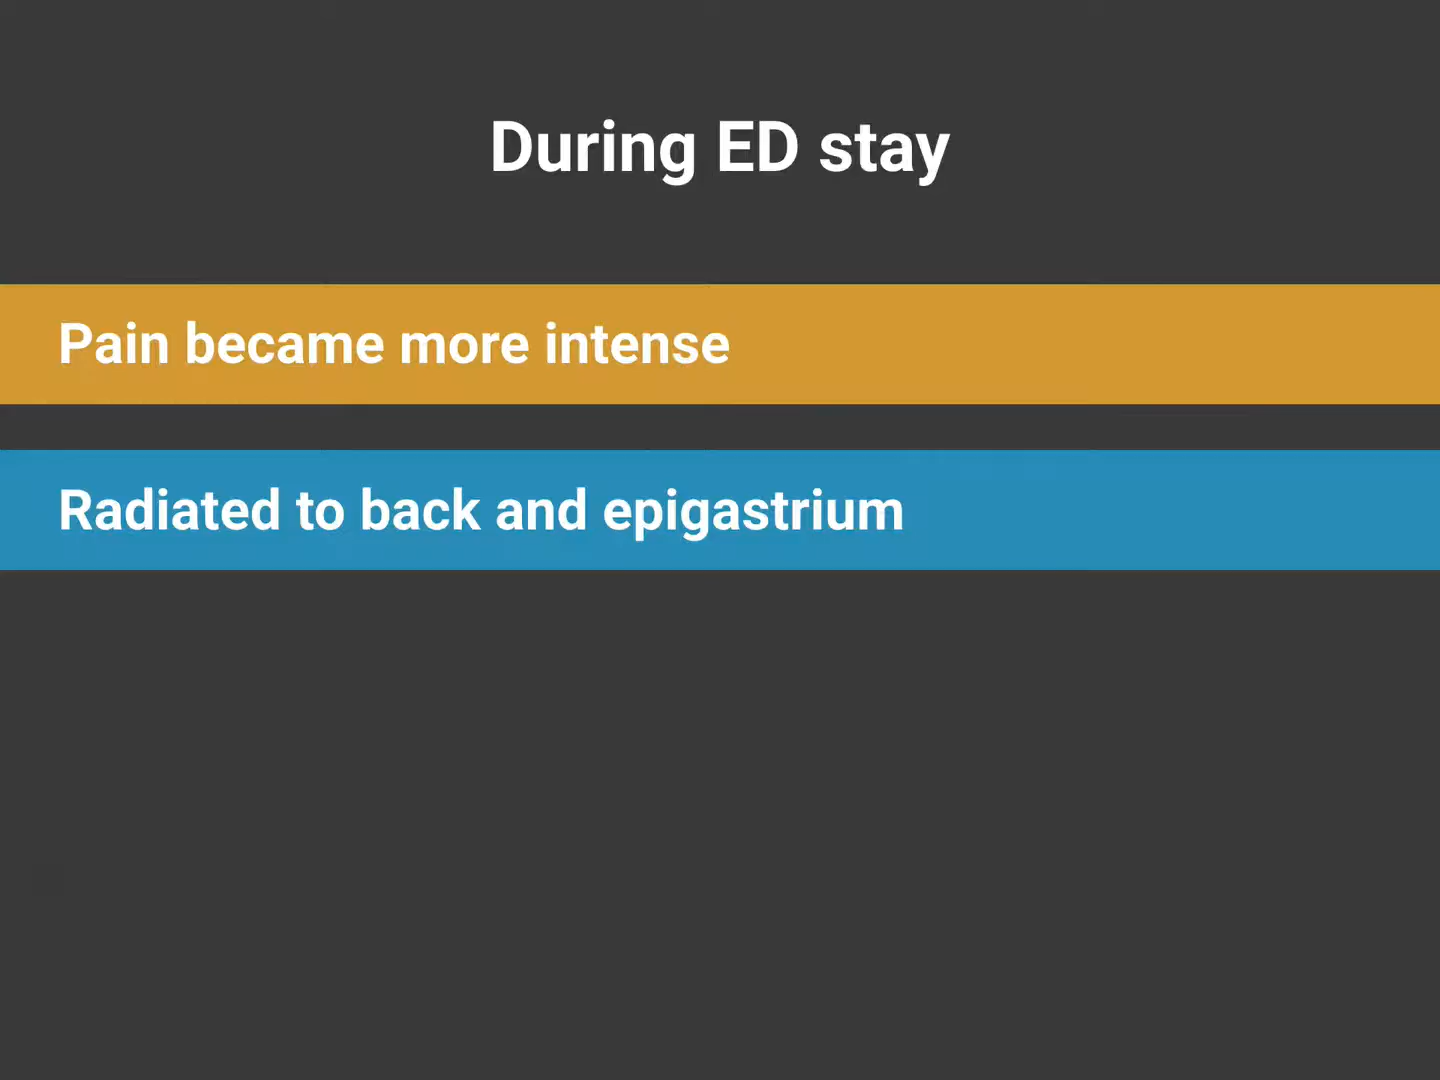 During ED stay
Pain became more intense
Radiated to back and epigastrium